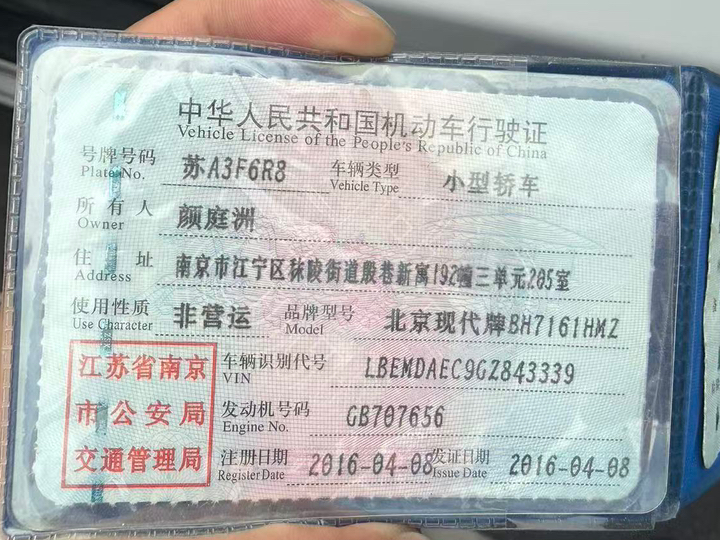 中华人民共和国机动车行驶证
Vehicle License of the People's Republic of China
号牌号码 苏A3F6R8 车辆类型 小型轿车
Plate No. Vehicle Type
所有人 颜庭洲
Owner
住址 南京市江宁区秣陵街道殷巷新寓192幢三单元205室
Address
使用性质 非营运 品牌型号 北京现代牌BH7161HMZ
Use Character Model
江苏省南京
市公安局
交通管理局
车辆识别代号 LBEMDAEC9GZ843339
VIN
发动机号码 GB707656
Engine No.
注册日期 2016-04-08 发证日期 2016-04-08
Register Date Issue Date